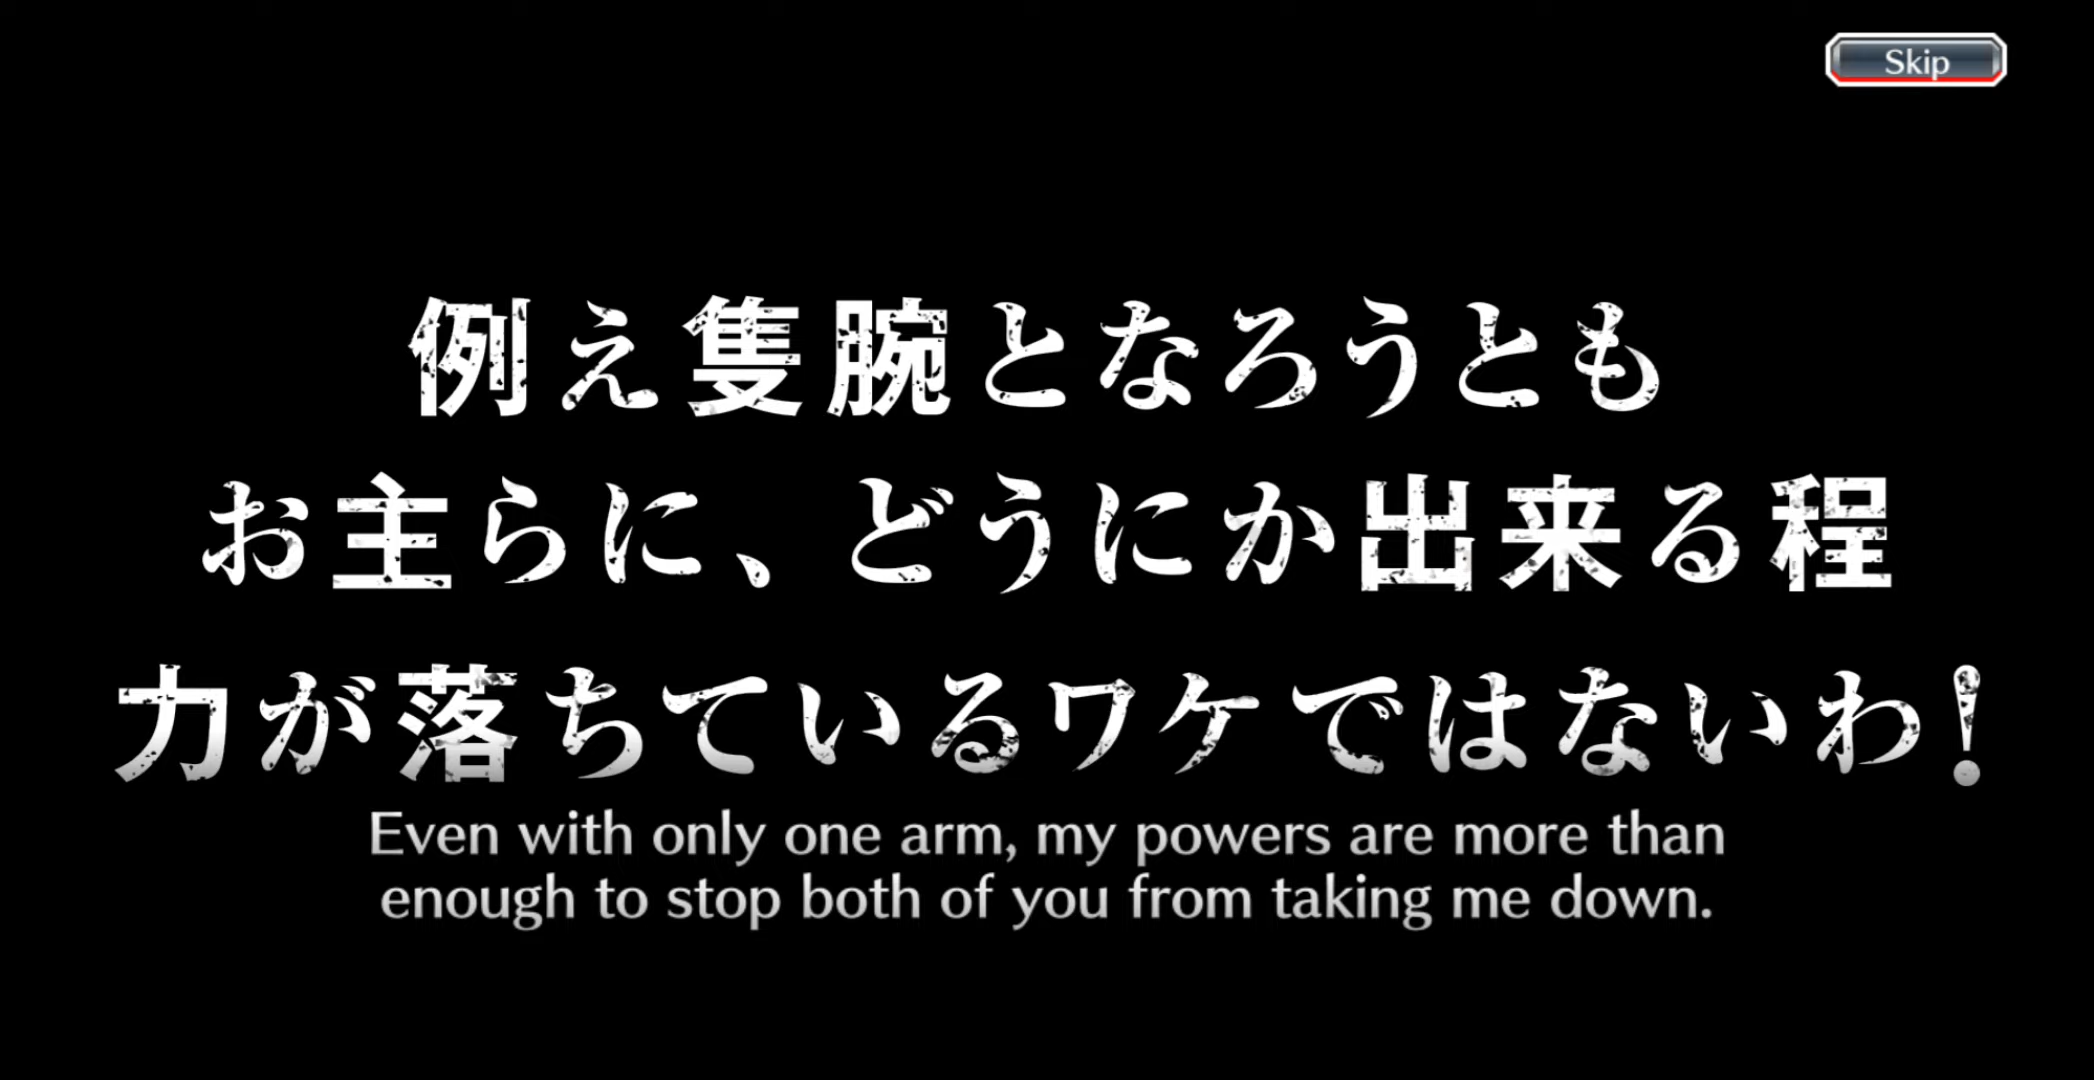 Skip
例え隻腕となろうとも
お主らに、どうにか出来る程
力が落ちているワケではないわ！
Even with only one arm, my powers are more than
enough to stop both of you from taking me down.